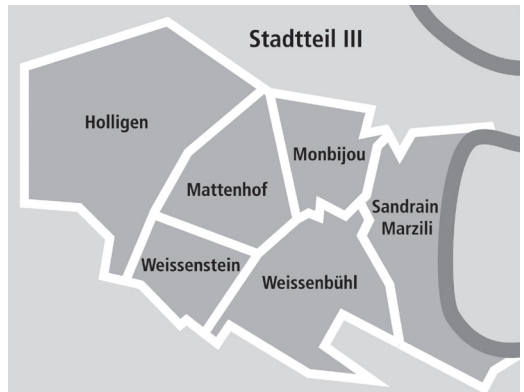 Stadtteil III
Holligen
Monbijou
Mattenhof
Sandrain
Marzili
Weissenstein
Weissenbühl